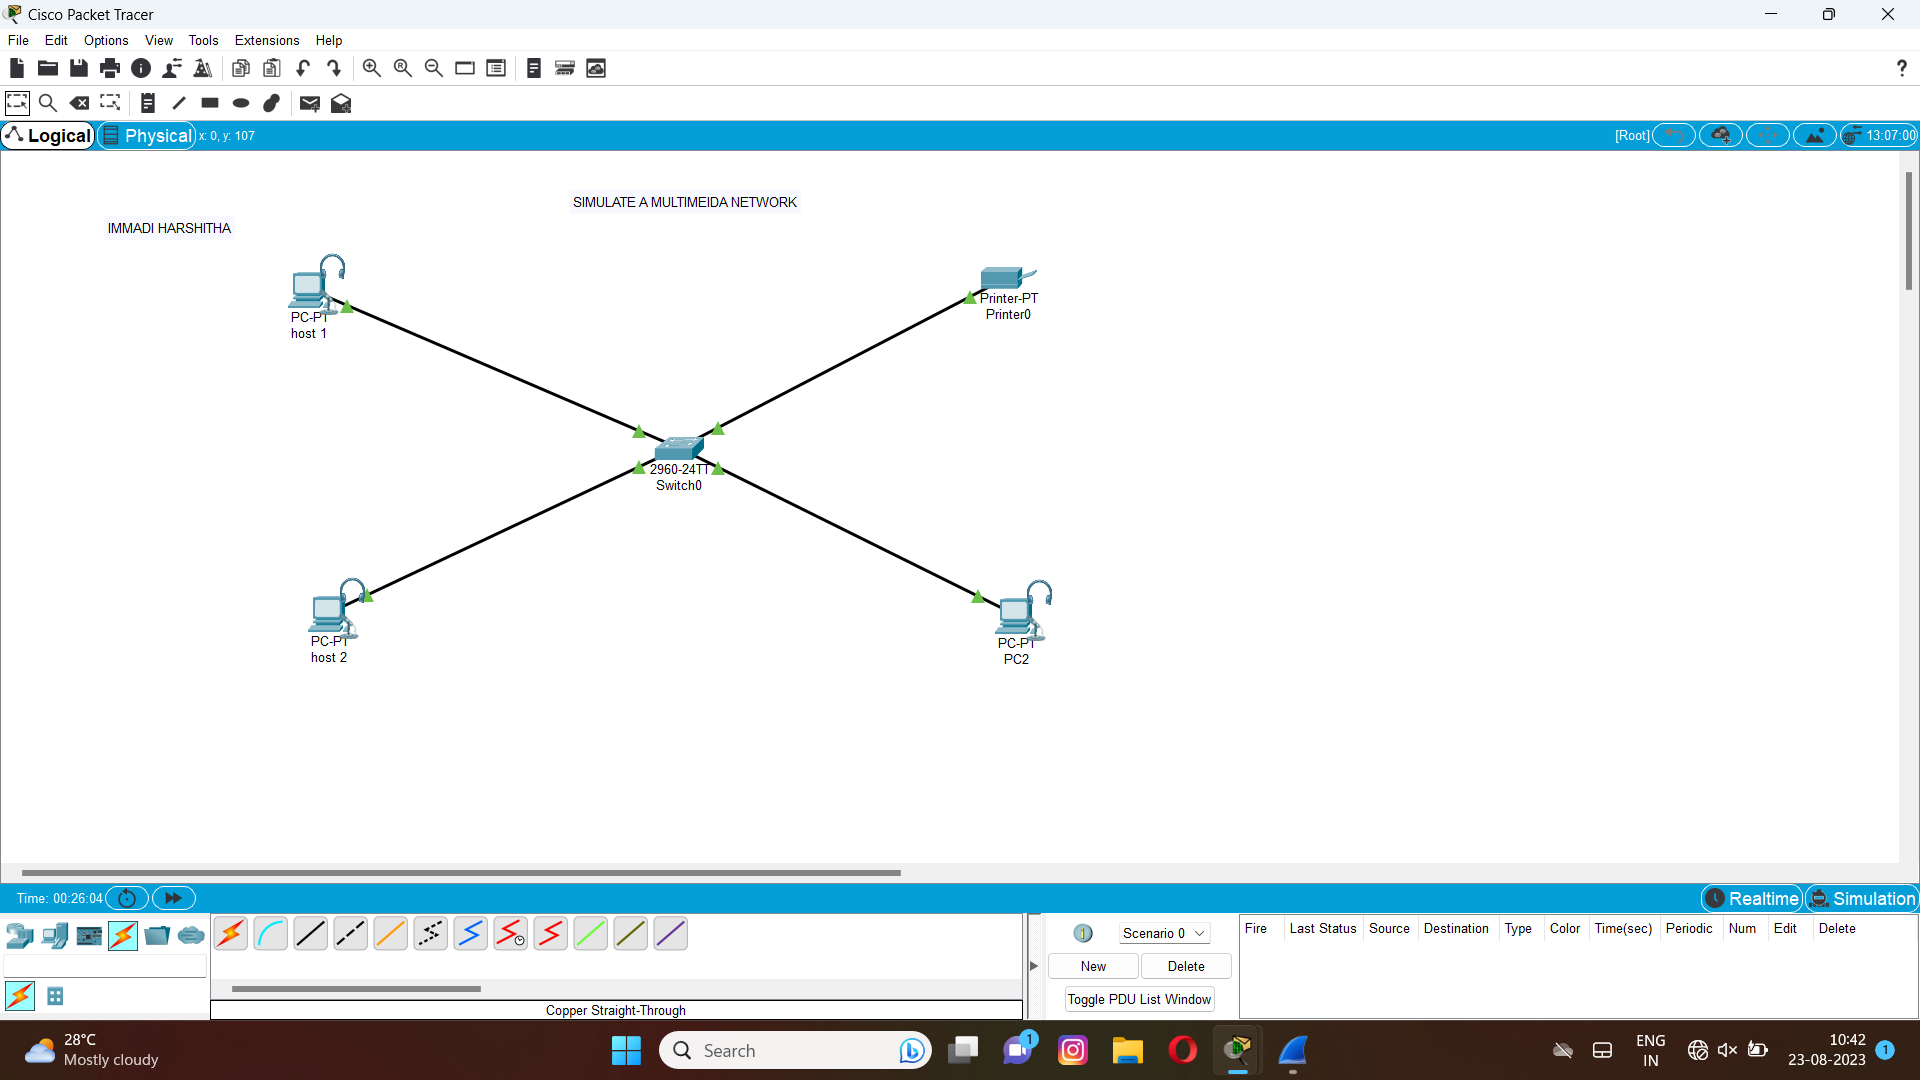 Cisco Packet Tracer
File Edit Options View Tools Extensions Help
?
Logical Physical x: 0, y: 107 [Root] 13:07:00
SIMULATE A MULTIMEIDA NETWORK
IMMADI HARSHITHA
PC-PT
host 1
Printer-PT
Printer0
2960-24TT
Switch0
PC-PT
host 2
PC-PT
PC2
Time: 00:26:04 Realtime Simulation
Scenario 0
New Delete
Toggle PDU List Window
Fire Last Status Source Destination Type Color Time(sec) Periodic Num Edit Delete
Copper Straight-Through
28°C
Mostly cloudy
Search
1
ENG
IN
10:42
23-08-2023
1